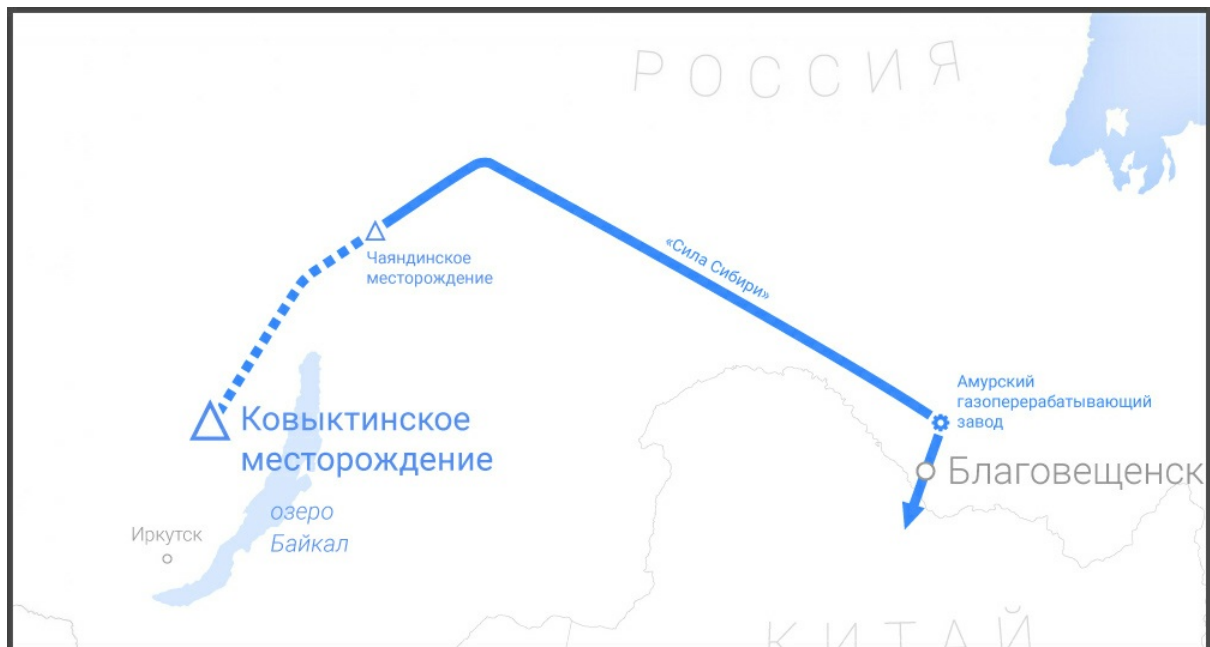 РОССИЯ
«Сила Сибири»
Чаяндинское
месторождение
Амурский
газоперерабатывающий
завод
Ковыктинское
месторождение
Благовещенск
озеро
Байкал
Иркутск
КИТАЙ